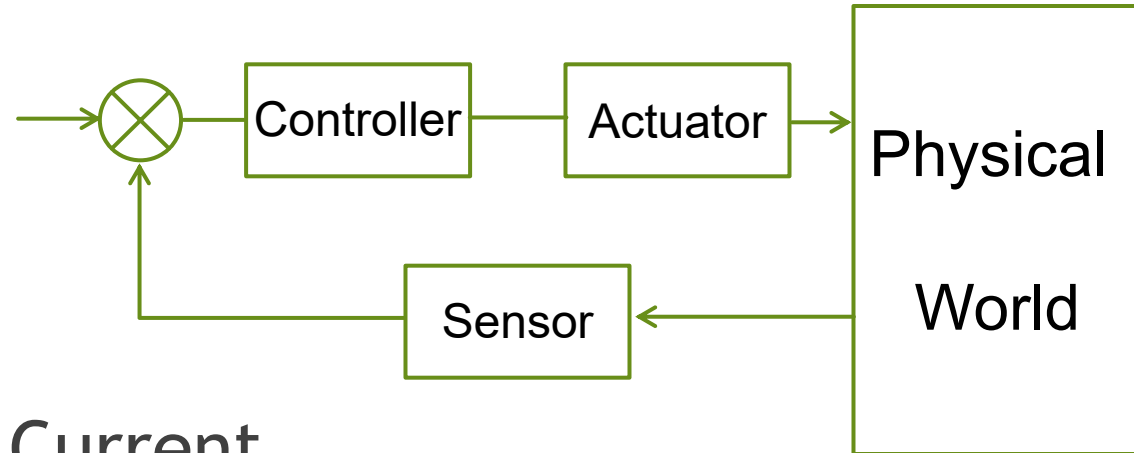 Controller
Actuator
Physical
World
Sensor
Current